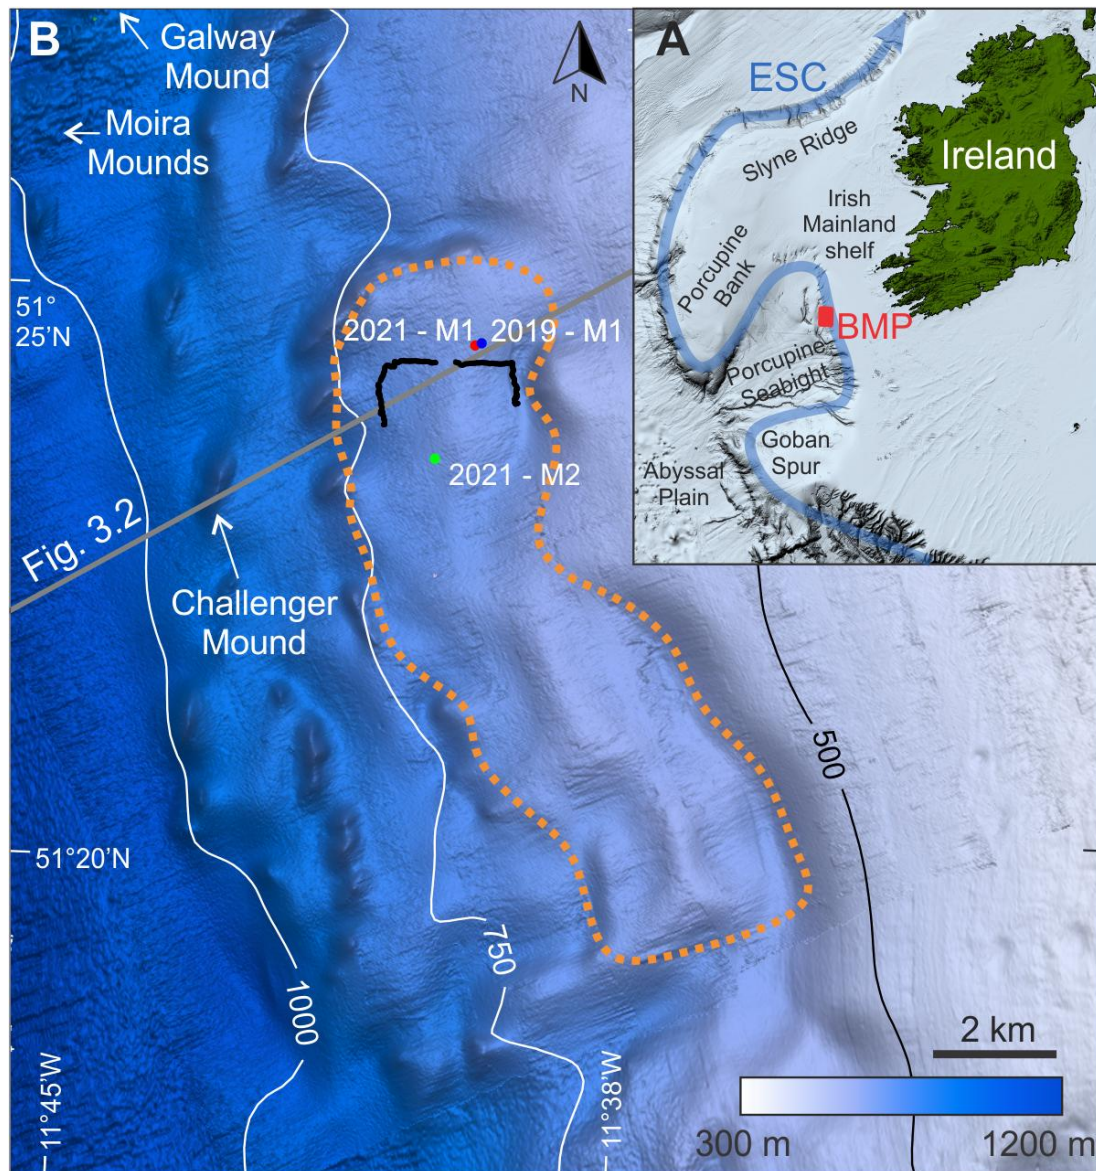 B
Galway
Mound
Moira
Mounds
N
51°
25'N
2021 - M1
2019 - M1
2021 - M2
Fig. 3.2
Challenger
Mound
500
51°20'N
750
1000
2 km
11°45'W
11°38'W
300 m
1200 m
A
ESC
Slyne Ridge
Ireland
Irish
Mainland
shelf
Porcupine
Bank
BMP
Porcupine
Seabight
Goban
Spur
Abyssal
Plain